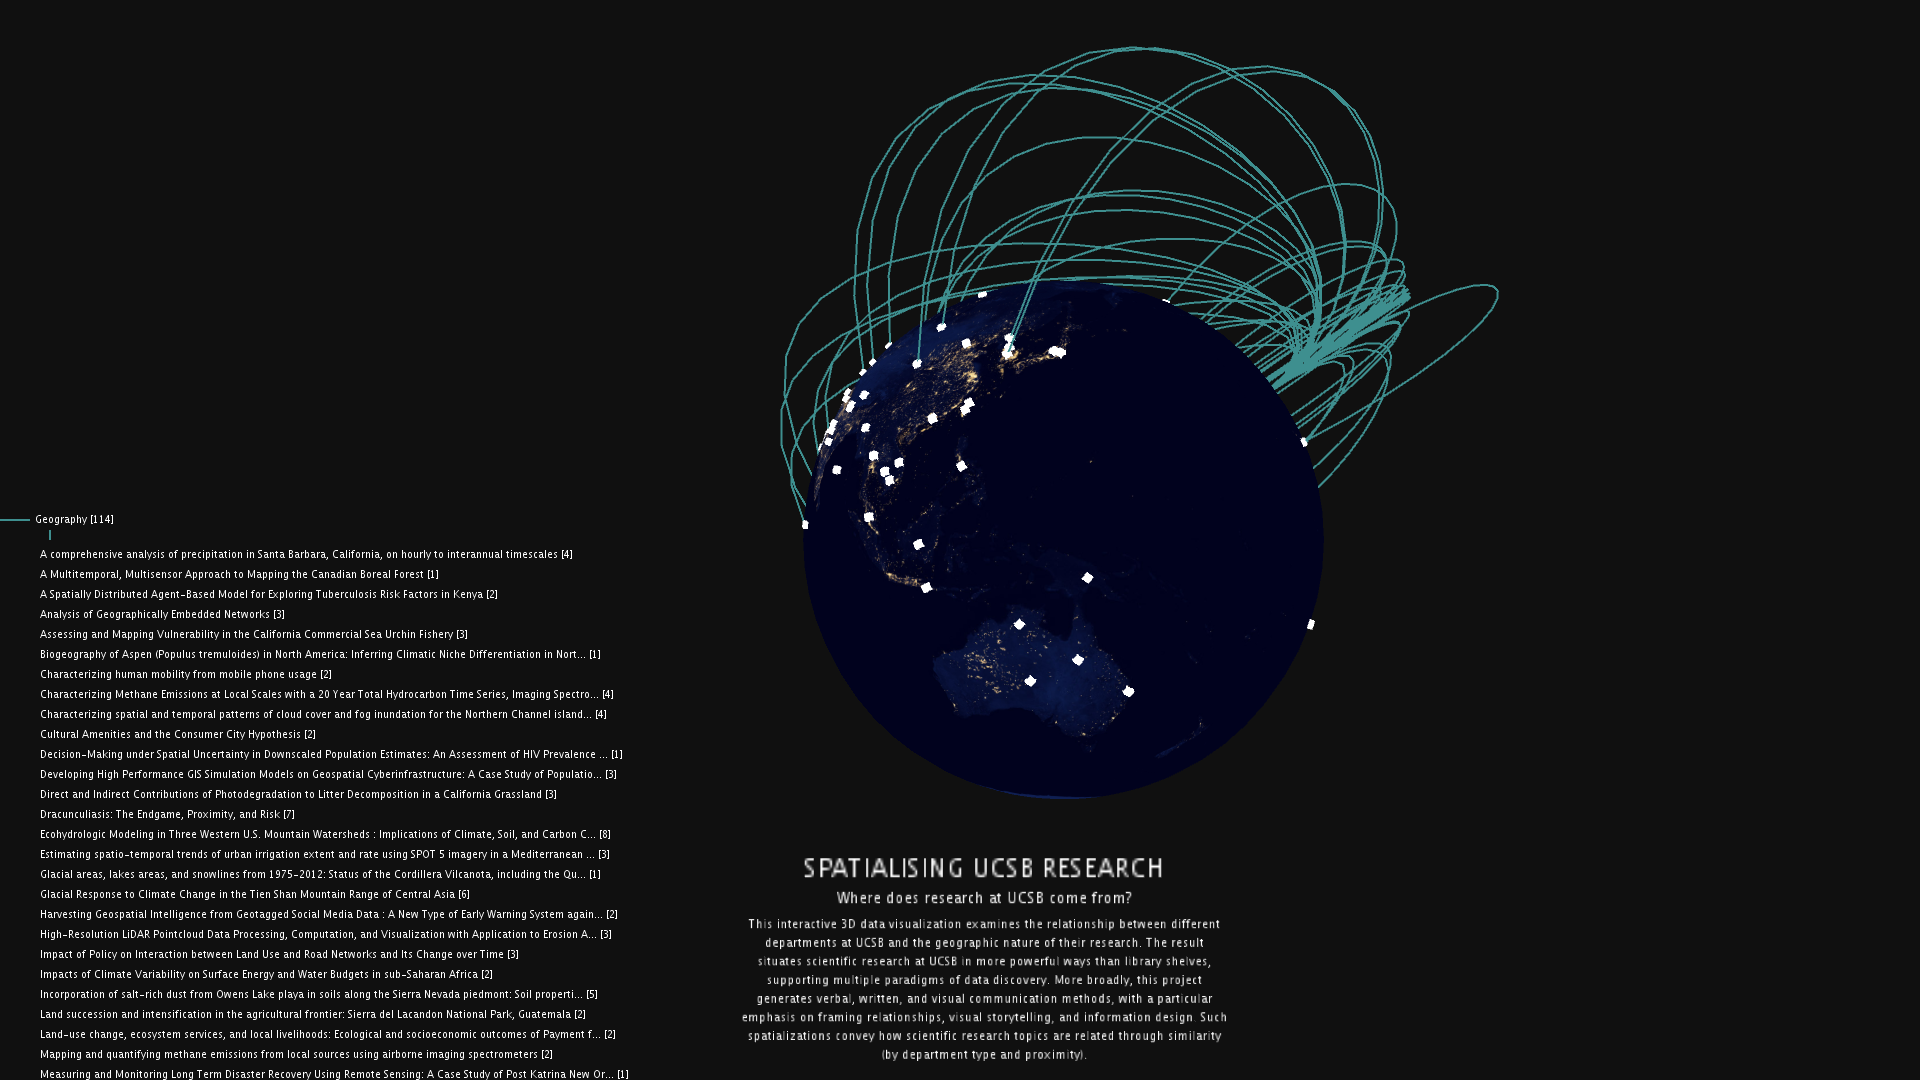 Geography [114]
A comprehensive analysis of precipitation in Santa Barbara, California, on hourly to interannual timescales [4]
A Multitemporal, Multisensor Approach to Mapping the Canadian Boreal Forest [1]
A Spatially Distributed Agent-Based Model for Exploring Tuberculosis Risk Factors in Kenya [2]
Analysis of Geographically Embedded Networks [3]
Assessing and Mapping Vulnerability in the California Commercial Sea Urchin Fishery [3]
Biogeography of Aspen (Populus tremuloides) in North America: Inferring Climatic Niche Differentiation in Nort... [1]
Characterizing human mobility from mobile phone usage [2]
Characterizing Methane Emissions at Local Scales with a 20 Year Total Hydrocarbon Time Series, Imaging Spectro... [4]
Characterizing spatial and temporal patterns of cloud cover and fog inundation for the Northern Channel island... [4]
Cultural Amenities and the Consumer City Hypothesis [2]
Decision-Making under Spatial Uncertainty in Downscaled Population Estimates: An Assessment of HIV Prevalence ... [1]
Developing High Performance GIS Simulation Models on Geospatial Cyberinfrastructure: A Case Study of Populatio... [3]
Direct and Indirect Contributions of Photodegradation to Litter Decomposition in a California Grassland [3]
Dracunculiasis: The Endgame, Proximity, and Risk [7]
Ecohydrologic Modeling in Three Western U.S. Mountain Watersheds : Implications of Climate, Soil, and Carbon C... [8]
Estimating spatio-temporal trends of urban irrigation extent and rate using SPOT 5 imagery in a Mediterranean ... [3]
Glacial areas, lakes areas, and snowlines from 1975-2012: Status of the Cordillera Vilcanota, including the Qu... [1]
Glacial Response to Climate Change in the Tien Shan Mountain Range of Central Asia [6]
Harvesting Geospatial Intelligence from Geotagged Social Media Data : A New Type of Early Warning System again... [2]
High-Resolution LiDAR Pointcloud Data Processing, Computation, and Visualization with Application to Erosion A... [3]
Impact of Policy on Interaction between Land Use and Road Networks and Its Change over Time [3]
Impacts of Climate Variability on Surface Energy and Water Budgets in sub-Saharan Africa [2]
Incorporation of salt-rich dust from Owens Lake playa in soils along the Sierra Nevada piedmont: Soil properti... [5]
Land succession and intensification in the agricultural frontier: Sierra del Lacandon National Park, Guatemala [2]
Land-use change, ecosystem services, and local livelihoods: Ecological and socioeconomic outcomes of Payment f... [2]
Mapping and quantifying methane emissions from local sources using airborne imaging spectrometers [2]
Measuring and Monitoring Long Term Disaster Recovery Using Remote Sensing: A Case Study of Post Katrina New Or... [1]
SPATIALISING UCSB RESEARCH
Where does research at UCSB come from?
This interactive 3D data visualization examines the relationship between different
departments at UCSB and the geographic nature of their research. The result
situates scientific research at UCSB in more powerful ways than library shelves,
supporting multiple paradigms of data discovery. More broadly, this project
generates verbal, written, and visual communication methods, with a particular
emphasis on framing relationships, visual storytelling, and information design. Such
spatializations convey how scientific research topics are related through similarity
(by department type and proximity).